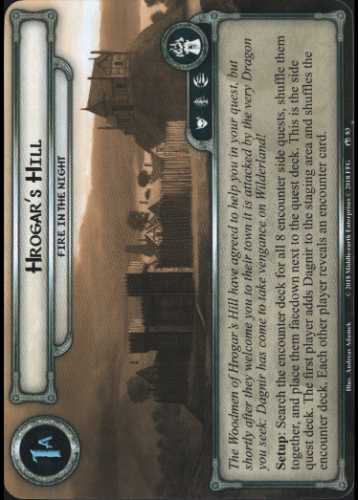 1A
HROGAR'S HILL
FIRE IN THE NIGHT
The Woodmen of Hrogar's Hill have agreed to help you in your quest, but
shortly after they welcome you to their town it is attacked by the very Dragon
you seek: Dagnir has come to take vengance on Wilderland!
Setup: Search the encounter deck for all 8 encounter side quests, shuffle them
together, and place them facedown next to the quest deck. This is the side
quest deck. The first player adds Dagnir to the staging area and shuffles the
encounter deck. Each other player reveals an encounter card.
Illus. Andreas Adamek © 2018 Middle-earth Enterprises © 2018 FFG 83